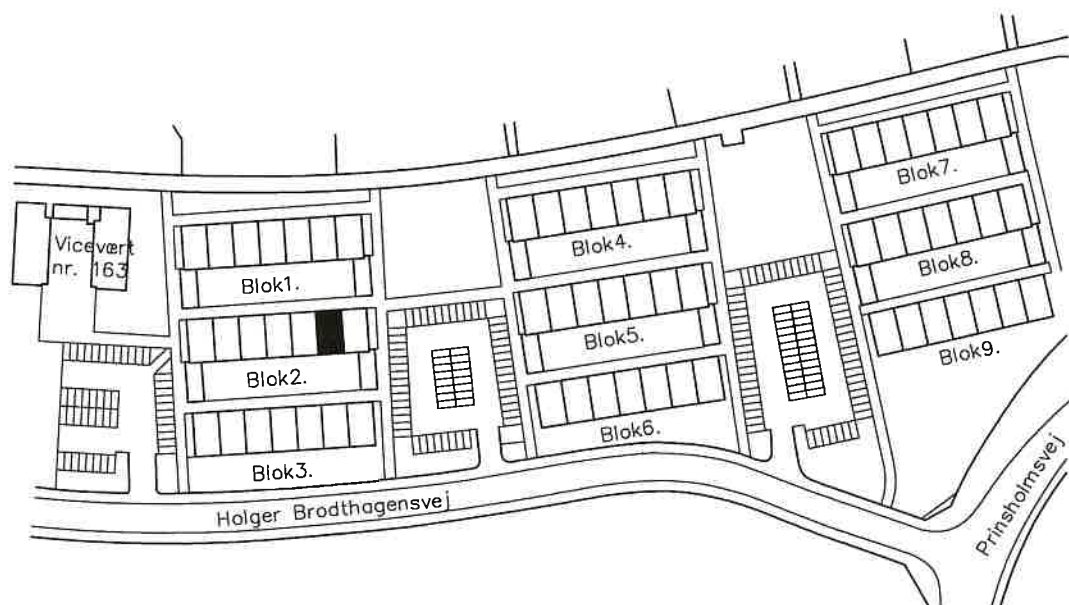 Vicevært
nr. 163
Blok1.
Blok2.
Blok3.
Blok4.
Blok5.
Blok6.
Blok7.
Blok8.
Blok9.
Holger Brodthagensvej
Prinsholmsvej